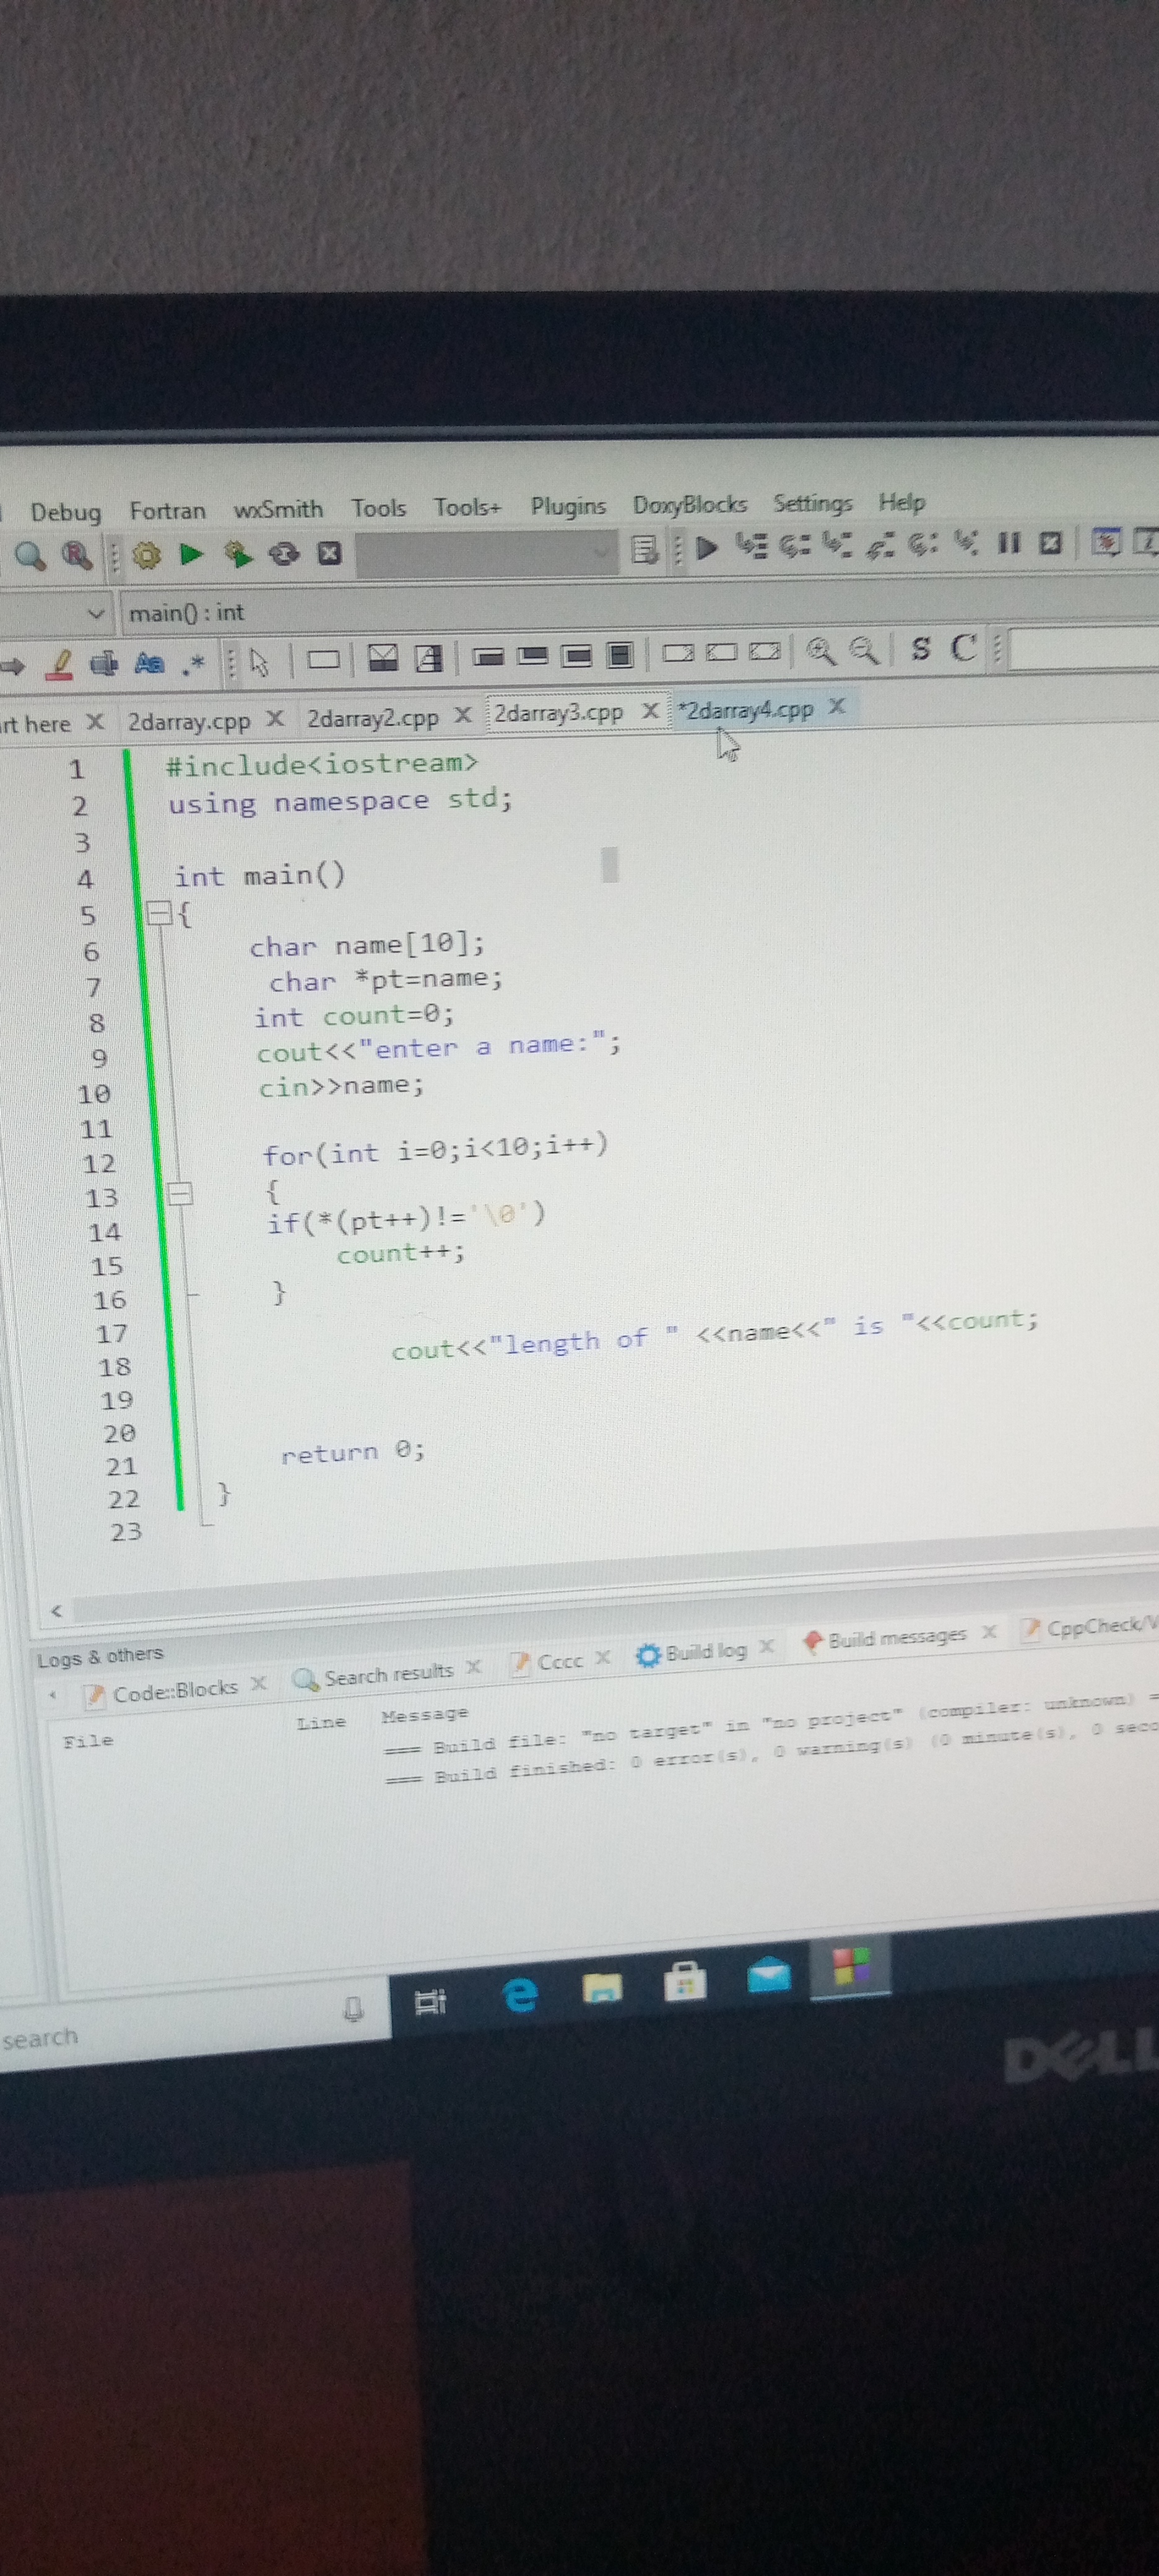 Debug Fortran wxSmith Tools Tools+ Plugins DoxyBlocks Settings Help
main() : int
Aa .* S C
rt here X 2darray.cpp X 2darray2.cpp X 2darray3.cpp X *2darray4.cpp X
1 #include<iostream>
2 using namespace std;
3
4 int main()
5 {
6 char name[10];
7 char *pt=name;
8 int count=0;
9 cout<<"enter a name:";
10 cin>>name;
11
12 for(int i=0;i<10;i++)
13 {
14 if(*(pt++)!='\0')
15 count++;
16 }
17 cout<<"length of " <<name<<" is "<<count;
18
19
20
21 return 0;
22 }
23
Logs & others
Code::Blocks X Search results X Cccc X Build log X Build messages X CppCheck/V
File Line Message
=== Build file: "no target" in "no project" (compiler: unknown) =
=== Build finished: 0 error(s), 0 warning(s) (0 minute(s), 0 seco
search
DELL